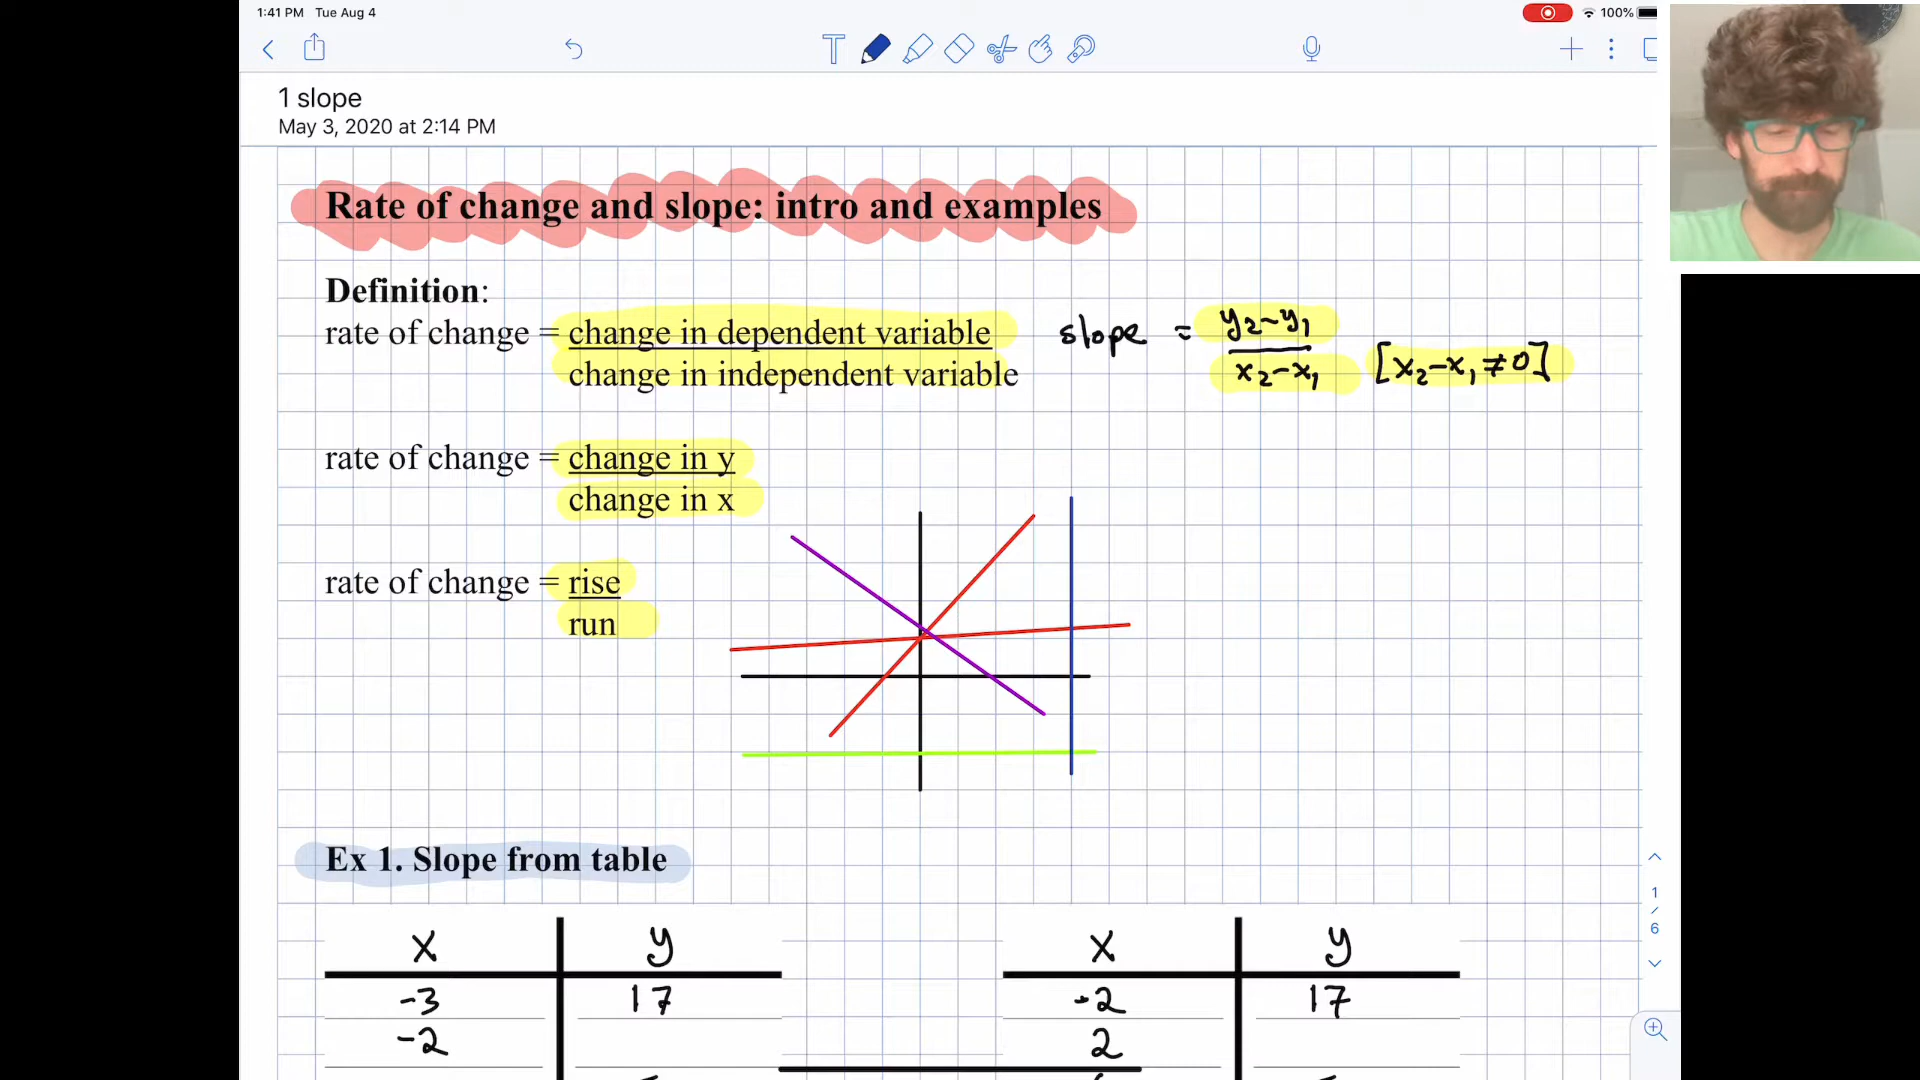 1:41 PM Tue Aug 4
100%
1 slope
May 3, 2020 at 2:14 PM
Rate of change and slope: intro and examples
Definition:
rate of change = change in dependent variable
change in independent variable
slope = y₂-y₁
x₂-x₁ [x₂-x₁≠0]
rate of change = change in y
change in x
rate of change = rise
run
Ex 1. Slope from table
x y
-3 17
-2
x y
-2 17
2
1
/
6